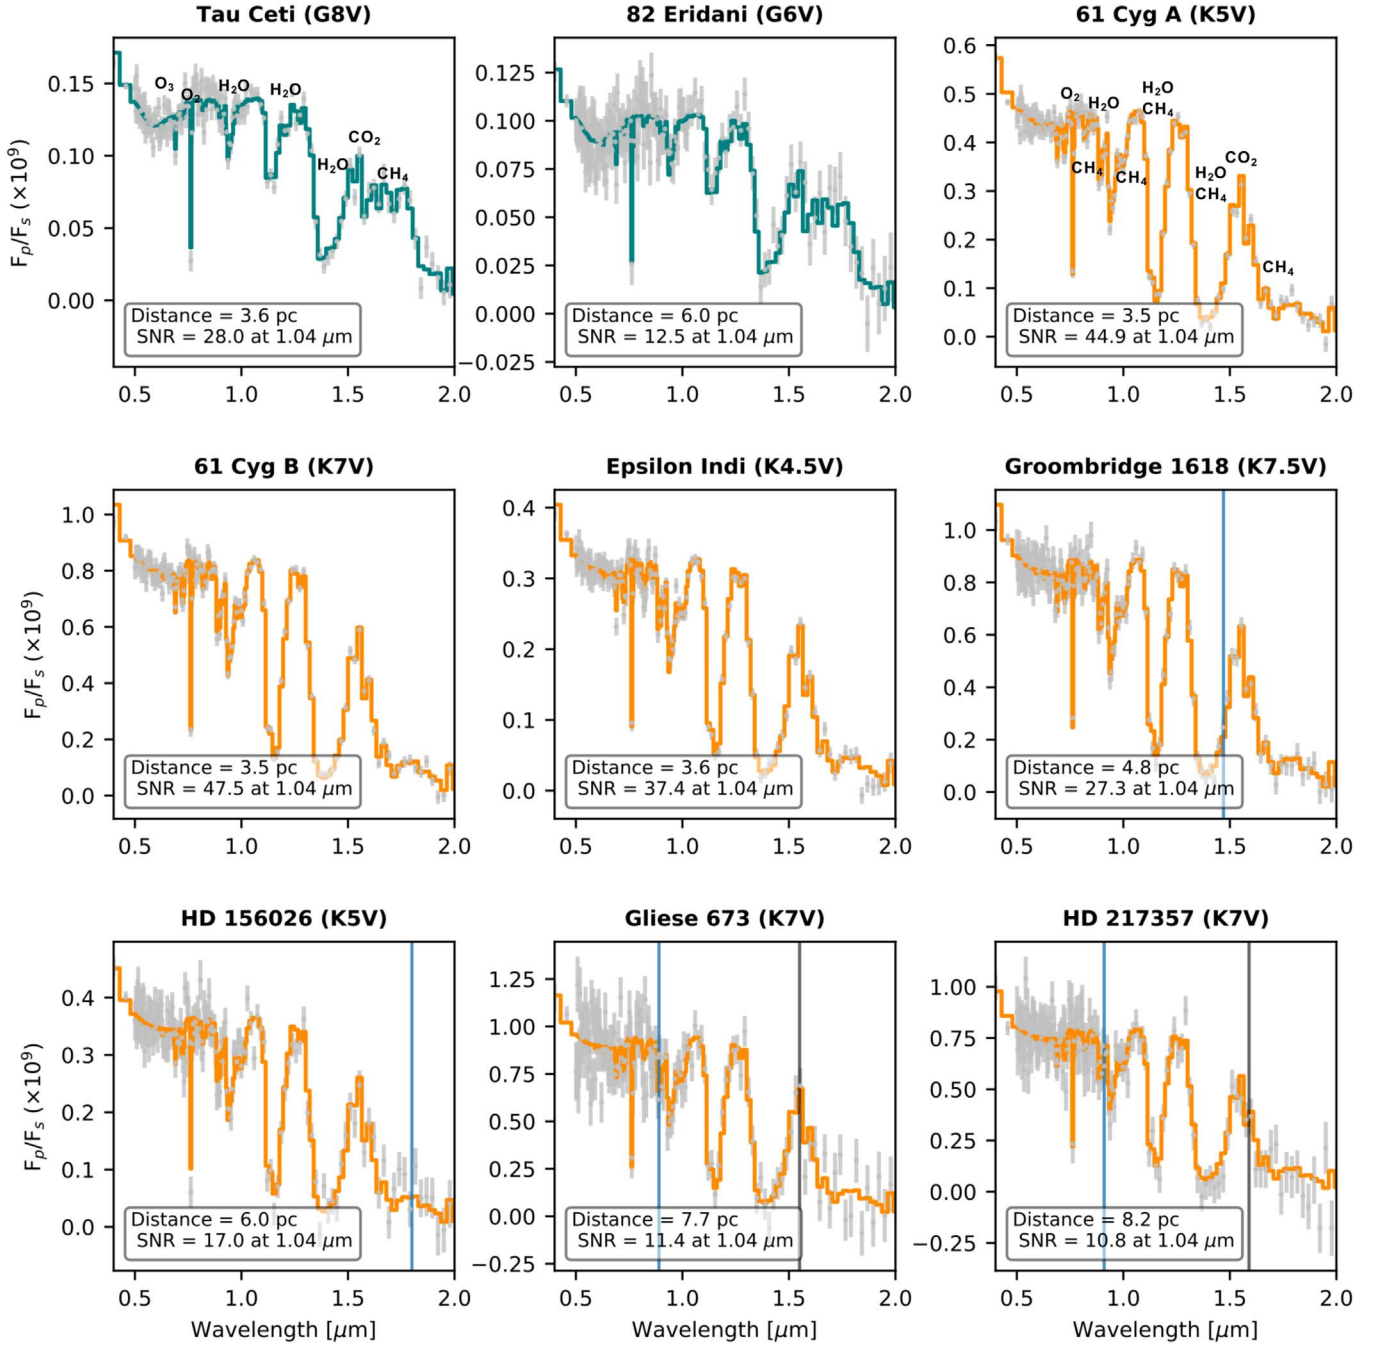 Tau Ceti (G8V)
82 Eridani (G6V)
61 Cyg A (K5V)
Fₚ/Fₛ (×10⁹)
0.15
0.10
0.05
0.00
O₃
O₂
H₂O
H₂O
H₂O
CO₂
CH₄
Distance = 3.6 pc
SNR = 28.0 at 1.04 μm
0.5 1.0 1.5 2.0
0.125
0.100
0.075
0.050
0.025
0.000
−0.025
Distance = 6.0 pc
SNR = 12.5 at 1.04 μm
0.5 1.0 1.5 2.0
0.6
0.5
0.4
0.3
0.2
0.1
0.0
O₂
H₂O
H₂O
CH₄
CH₄
CH₄
H₂O
CH₄
CO₂
CH₄
Distance = 3.5 pc
SNR = 44.9 at 1.04 μm
0.5 1.0 1.5 2.0
61 Cyg B (K7V)
Epsilon Indi (K4.5V)
Groombridge 1618 (K7.5V)
Fₚ/Fₛ (×10⁹)
1.0
0.8
0.6
0.4
0.2
0.0
Distance = 3.5 pc
SNR = 47.5 at 1.04 μm
0.5 1.0 1.5 2.0
0.4
0.3
0.2
0.1
0.0
Distance = 3.6 pc
SNR = 37.4 at 1.04 μm
0.5 1.0 1.5 2.0
1.0
0.8
0.6
0.4
0.2
0.0
Distance = 4.8 pc
SNR = 27.3 at 1.04 μm
0.5 1.0 1.5 2.0
HD 156026 (K5V)
Gliese 673 (K7V)
HD 217357 (K7V)
Fₚ/Fₛ (×10⁹)
0.4
0.3
0.2
0.1
0.0
Distance = 6.0 pc
SNR = 17.0 at 1.04 μm
0.5 1.0 1.5 2.0
Wavelength [μm]
1.25
1.00
0.75
0.50
0.25
0.00
−0.25
Distance = 7.7 pc
SNR = 11.4 at 1.04 μm
0.5 1.0 1.5 2.0
Wavelength [μm]
1.00
0.75
0.50
0.25
0.00
−0.25
Distance = 8.2 pc
SNR = 10.8 at 1.04 μm
0.5 1.0 1.5 2.0
Wavelength [μm]